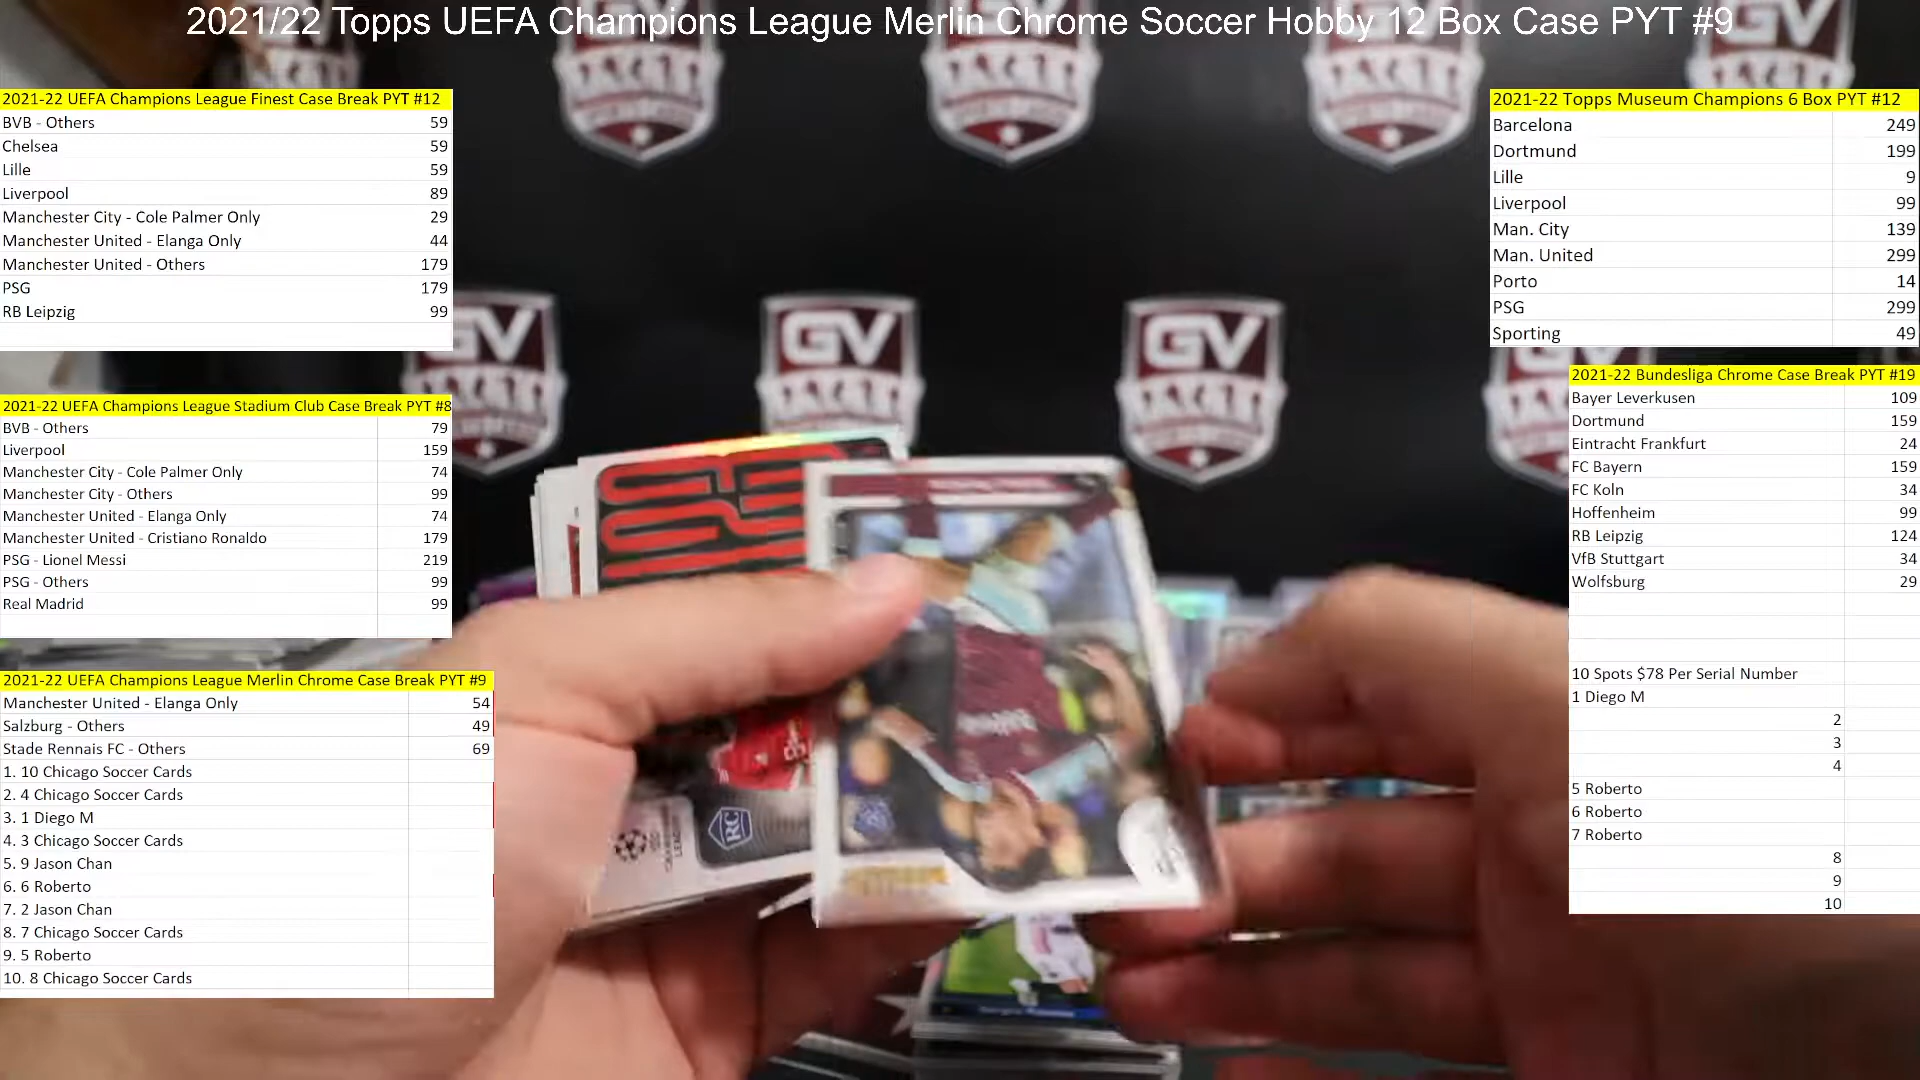 2021/22 Topps UEFA Champions League Merlin Chrome Soccer Hobby 12 Box Case PYT #9
2021-22 UEFA Champions League Finest Case Break PYT #12
BVB - Others 59
Chelsea 59
Lille 59
Liverpool 89
Manchester City - Cole Palmer Only 29
Manchester United - Elanga Only 44
Manchester United - Others 179
PSG 179
RB Leipzig 99
2021-22 UEFA Champions League Stadium Club Case Break PYT #8
BVB - Others 79
Liverpool 159
Manchester City - Cole Palmer Only 74
Manchester City - Others 99
Manchester United - Elanga Only 74
Manchester United - Cristiano Ronaldo 179
PSG - Lionel Messi 219
PSG - Others 99
Real Madrid 99
2021-22 UEFA Champions League Merlin Chrome Case Break PYT #9
Manchester United - Elanga Only 54
Salzburg - Others 49
Stade Rennais FC - Others 69
1. 10 Chicago Soccer Cards
2. 4 Chicago Soccer Cards
3. 1 Diego M
4. 3 Chicago Soccer Cards
5. 9 Jason Chan
6. 6 Roberto
7. 2 Jason Chan
8. 7 Chicago Soccer Cards
9. 5 Roberto
10. 8 Chicago Soccer Cards
2021-22 Topps Museum Champions 6 Box PYT #12
Barcelona 249
Dortmund 199
Lille 9
Liverpool 99
Man. City 139
Man. United 299
Porto 14
PSG 299
Sporting 49
2021-22 Bundesliga Chrome Case Break PYT #19
Bayer Leverkusen 109
Dortmund 159
Eintracht Frankfurt 24
FC Bayern 159
FC Koln 34
Hoffenheim 99
RB Leipzig 124
VfB Stuttgart 34
Wolfsburg 29
10 Spots $78 Per Serial Number
1 Diego M
2
3
4
5 Roberto
6 Roberto
7 Roberto
8
9
10
GV
GV
GV
GV
RC